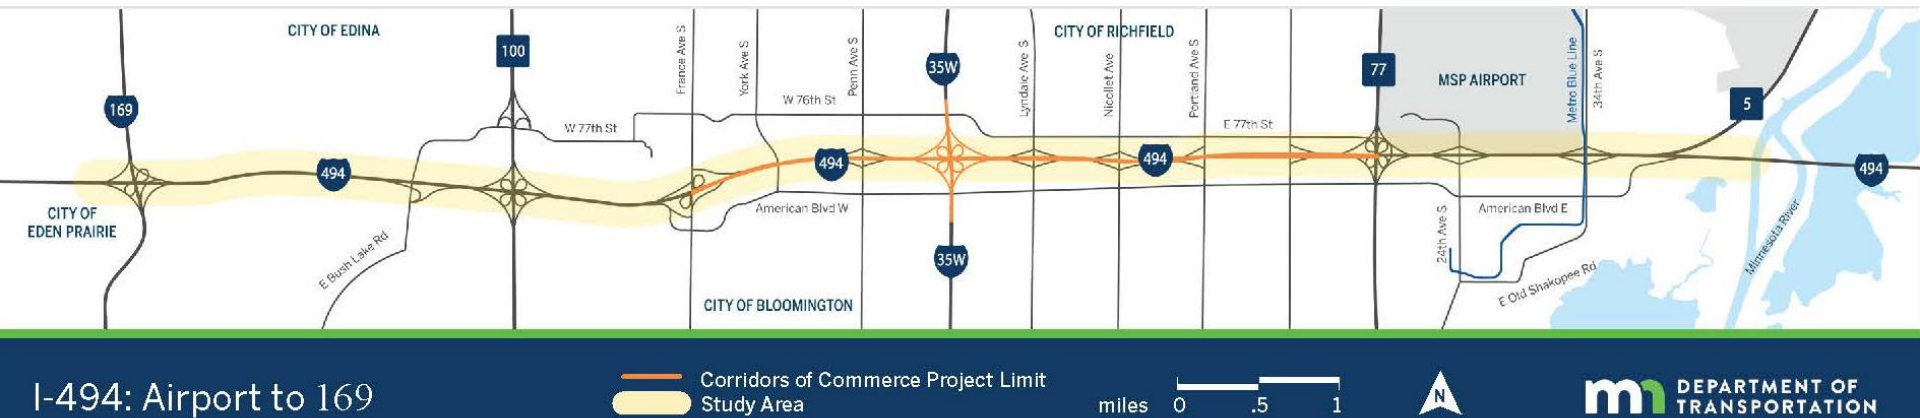 CITY OF EDINA
CITY OF RICHFIELD
100
France Ave S
York Ave S
Penn Ave S
35W
Lyndale Ave S
Nicollet Ave
Portland Ave S
77
MSP AIRPORT
Metro Blue Line
34th Ave S
169
5
W 76th St
W 77th St
E 77th St
494
494
494
494
CITY OF
EDEN PRAIRIE
American Blvd W
American Blvd E
E Bush Lake Rd
35W
24th Ave S
Minnesota River
E Old Shakopee Rd
CITY OF BLOOMINGTON
I-494: Airport to 169
Corridors of Commerce Project Limit
Study Area
miles 0 .5 1
N
mn DEPARTMENT OF
TRANSPORTATION